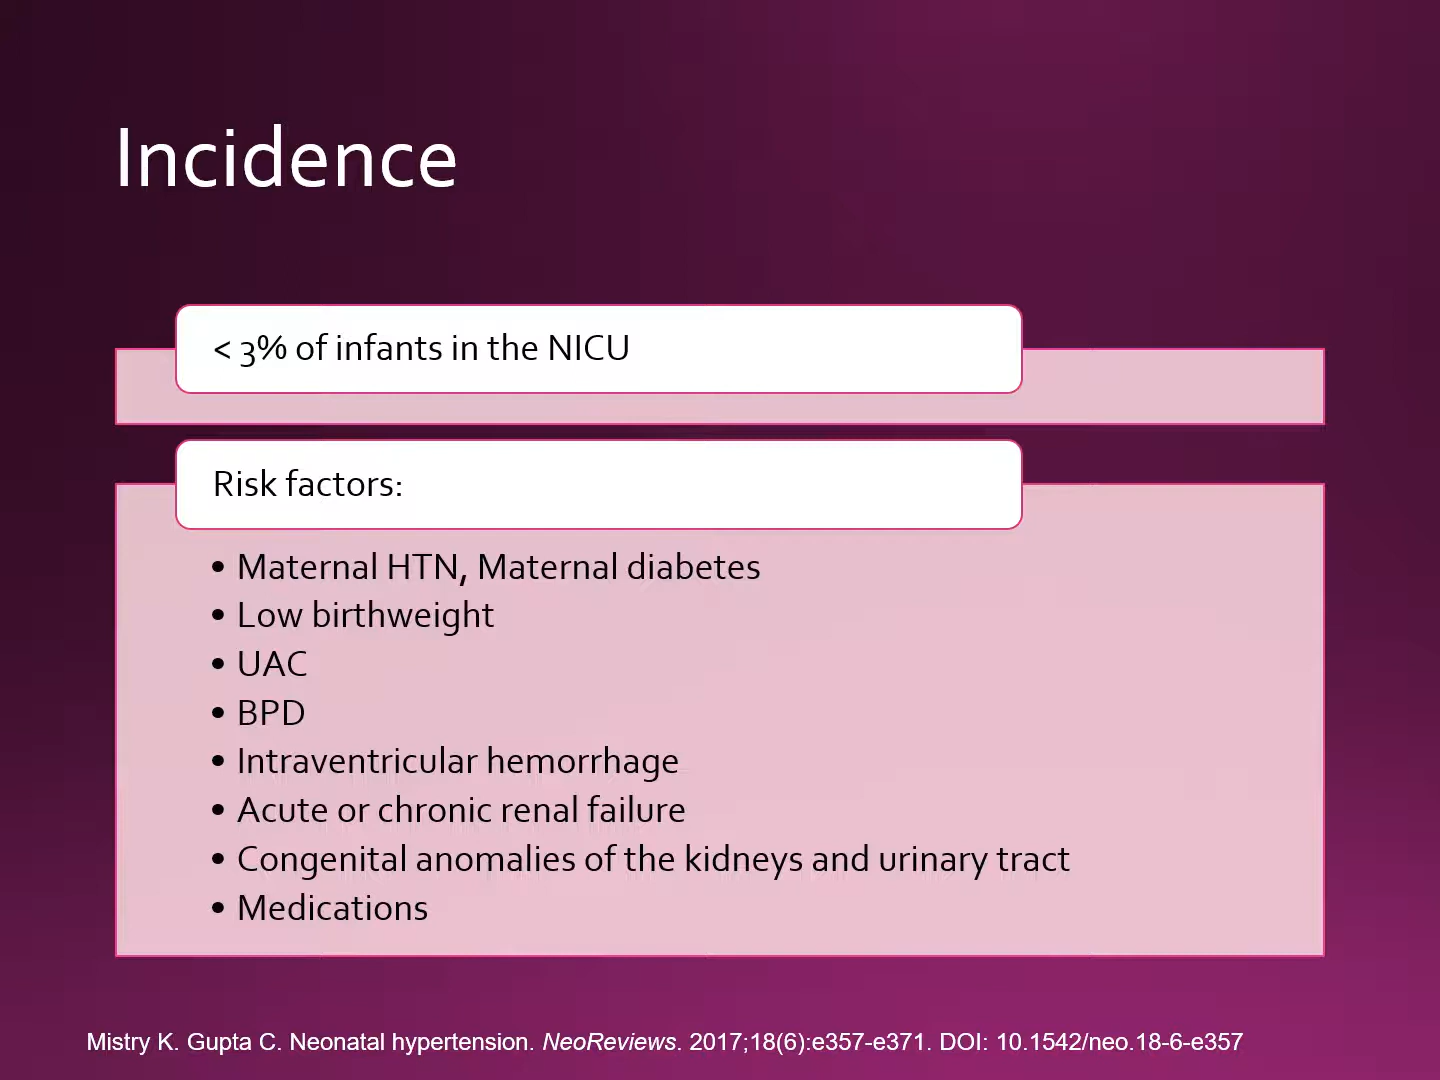 Incidence
< 3% of infants in the NICU
Risk factors:
• Maternal HTN, Maternal diabetes
• Low birthweight
• UAC
• BPD
• Intraventricular hemorrhage
• Acute or chronic renal failure
• Congenital anomalies of the kidneys and urinary tract
• Medications
Mistry K. Gupta C. Neonatal hypertension. NeoReviews. 2017;18(6):e357-e371. DOI: 10.1542/neo.18-6-e357